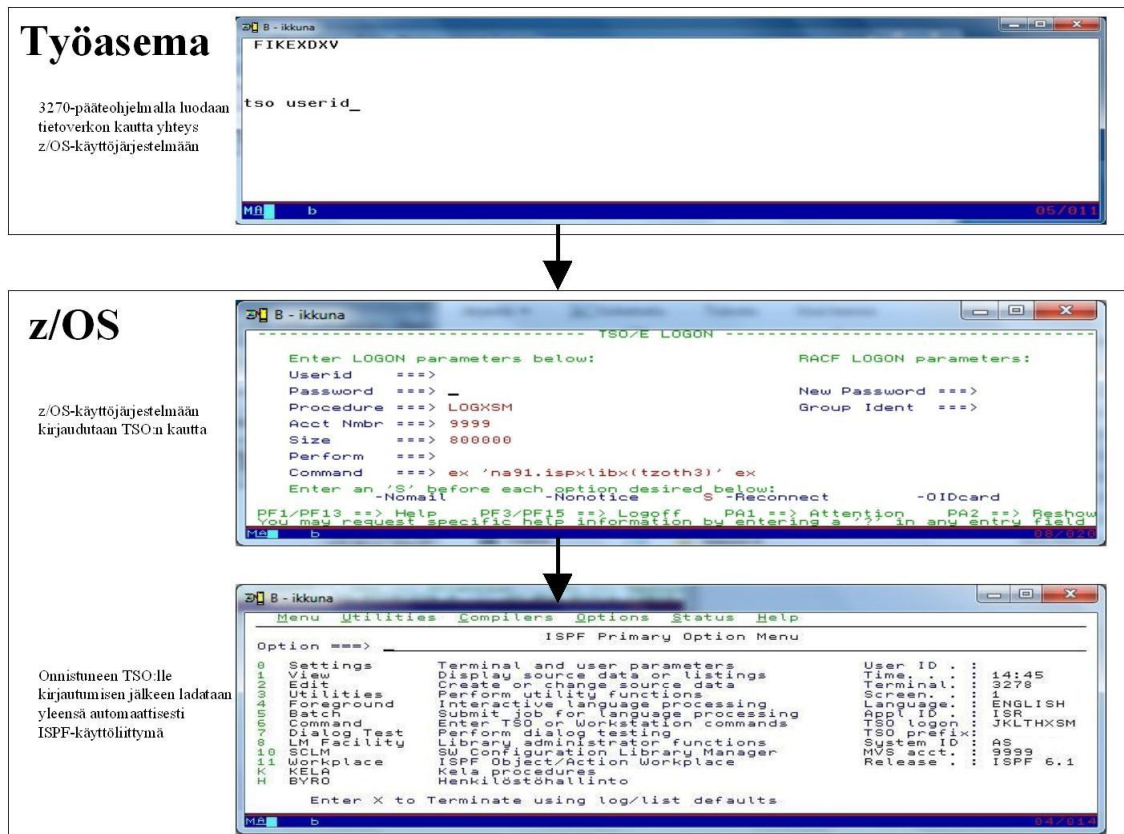 Työasema
3270-pääteohjelmalla luodaan
tietoverkon kautta yhteys
z/OS-käyttöjärjestelmään
B - ikkuna
FIKEXDXV
tso userid_
MA b 05/011
z/OS
z/OS-käyttöjärjestelmään
kirjaudutaan TSO:n kautta
B - ikkuna
------------------------------- TSO/E LOGON -----------------------------------
Enter LOGON parameters below: RACF LOGON parameters:
Userid ===>
Password ===> _ New Password ===>
Procedure ===> LOGXSM Group Ident ===>
Acct Nmbr ===> 9999
Size ===> 800000
Perform ===>
Command ===> ex 'na91.ispxlibx(tzoth3)' ex
Enter an 'S' before each option desired below:
-Nomail -Nonotice S -Reconnect -OIDcard
PF1/PF13 ==> Help PF3/PF15 ==> Logoff PA1 ==> Attention PA2 ==> Reshow
You may request specific help information by entering a '?' in any entry field
MA b 08/020
Onnistuneen TSO:lle
kirjautumisen jälkeen ladataan
yleensä automaattisesti
ISPF-käyttöliittymä
B - ikkuna
Menu Utilities Compilers Options Status Help
ISPF Primary Option Menu
Option ===> _
0 Settings Terminal and user parameters User ID . :
1 View Display source data or listings Time. . . : 14:45
2 Edit Create or change source data Terminal. : 3278
3 Utilities Perform utility functions Screen. . : 1
4 Foreground Interactive language processing Language. : ENGLISH
5 Batch Submit job for language processing Appl ID . : ISR
6 Command Enter TSO or Workstation commands TSO logon : JKLTHXSM
7 Dialog Test Perform dialog testing TSO prefix:
8 LM Facility Library administrator functions System ID : AS
10 SCLM SW Configuration Library Manager MVS acct. : 9999
11 Workplace ISPF Object/Action Workplace Release . : ISPF 6.1
K KELA Kela procedures
H BYRO Henkilöstöhallinto
Enter X to Terminate using log/list defaults
MA b 04/014